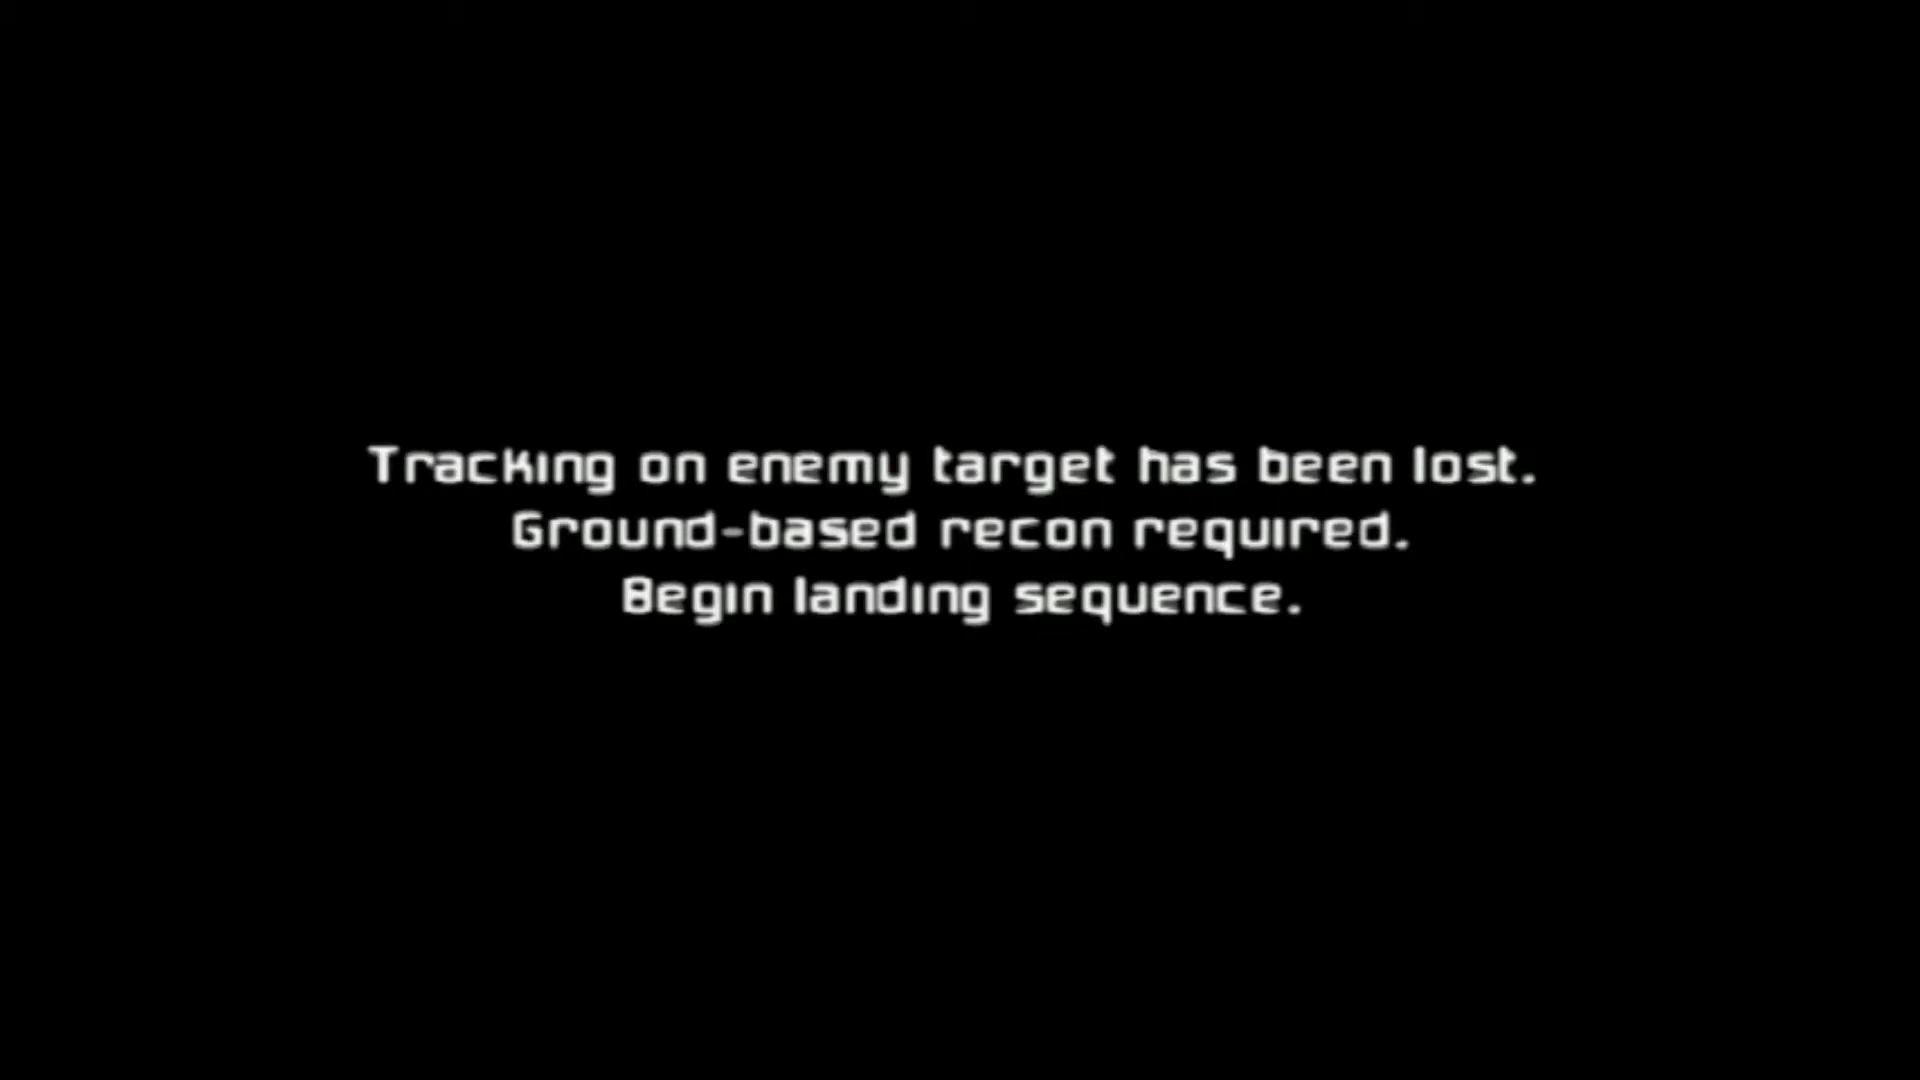 Tracking on enemy target has been lost.
Ground-based recon required.
Begin landing sequence.